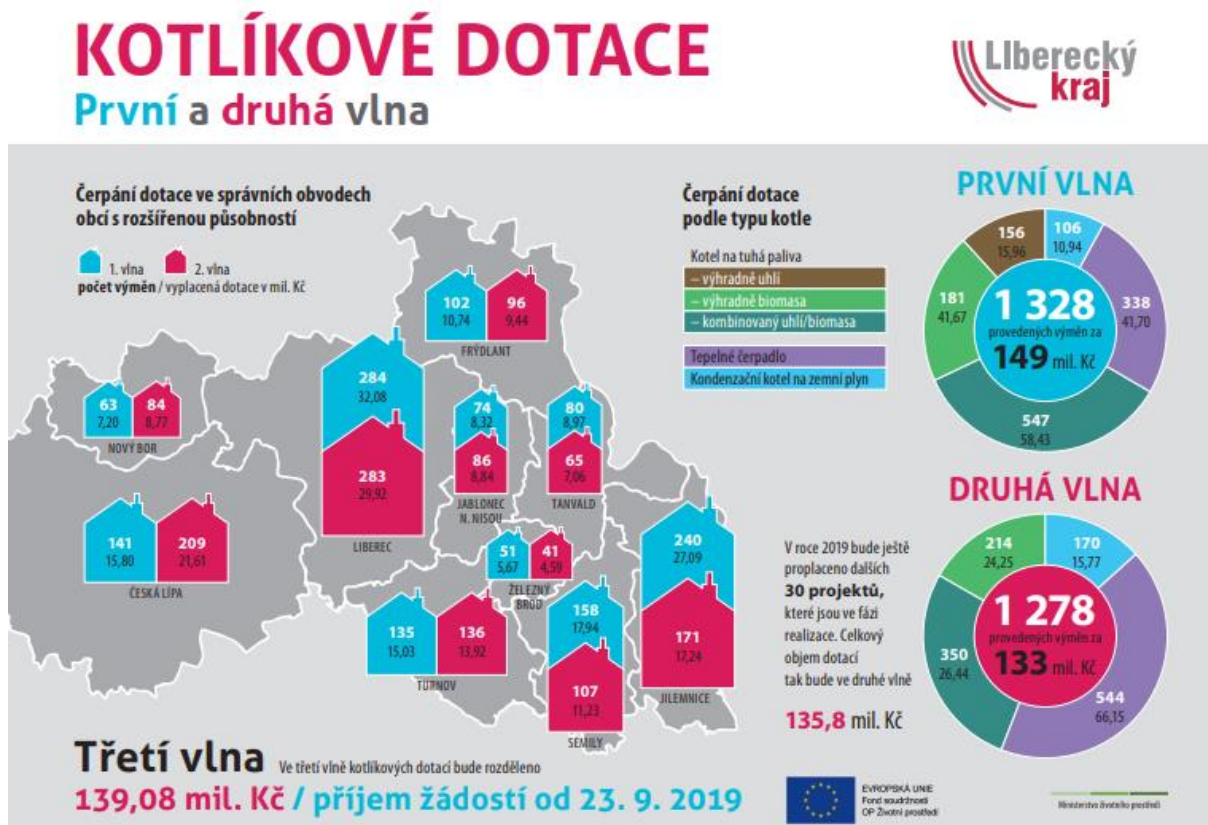 KOTLÍKOVÉ DOTACE
První a druhá vlna
LIberecký
kraj
Čerpání dotace ve správních obvodech
obcí s rozšířenou působností
1. vlna
2. vlna
počet výměn / vyplacená dotace v mil. Kč
102
10,74
96
9,44
FRÝDLANT
63
7,20
84
8,77
NOVÝ BOR
284
32,08
283
29,92
LIBEREC
74
8,32
86
8,84
JABLONEC
N. NISOU
80
8,97
65
7,06
TANVALD
141
15,80
209
21,61
ČESKÁ LÍPA
51
5,67
41
4,59
ŽELEZNÝ
BROD
240
27,09
171
17,24
JILEMNICE
135
15,03
136
13,92
TURNOV
158
17,94
107
11,23
SEMILY
Čerpání dotace
podle typu kotle
Kotel na tuhá paliva
– výhradně uhlí
– výhradně biomasa
– kombinovaný uhlí/biomasa
Tepelné čerpadlo
Kondenzační kotel na zemní plyn
PRVNÍ VLNA
156
15,96
106
10,94
181
41,67
338
41,70
547
58,43
1 328
provedených výměn za
149 mil. Kč
DRUHÁ VLNA
214
24,25
170
15,77
350
26,44
544
66,15
1 278
provedených výměn za
133 mil. Kč
V roce 2019 bude ještě
proplaceno dalších
30 projektů,
které jsou ve fázi
realizace. Celkový
objem dotací
tak bude ve druhé vlně
135,8 mil. Kč
Třetí vlna Ve třetí vlně kotlíkových dotací bude rozděleno
139,08 mil. Kč / příjem žádostí od 23. 9. 2019
EVROPSKÁ UNIE
Fond soudržnosti
OP Životní prostředí
Ministerstvo životního prostředí